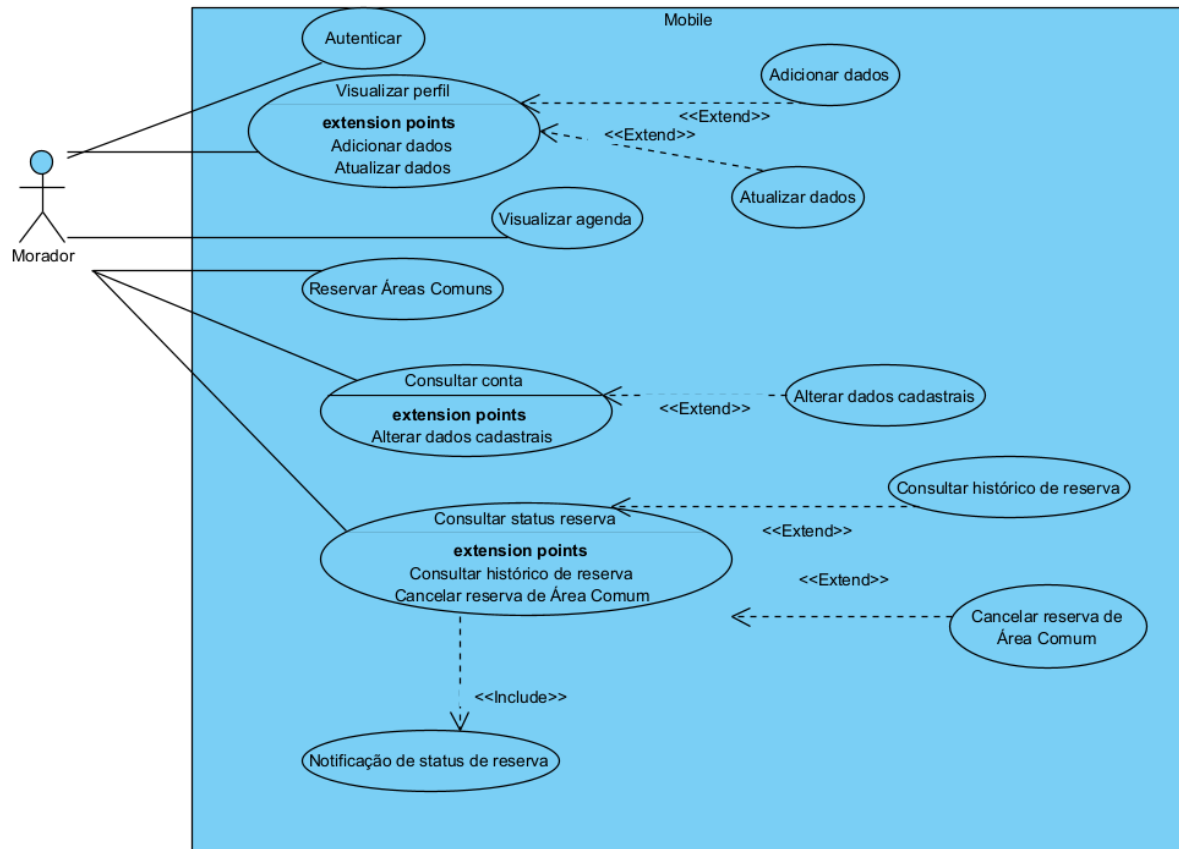 Mobile
Autenticar
Visualizar perfil
extension points
Adicionar dados
Atualizar dados
Adicionar dados
<<Extend>>
<<Extend>>
Atualizar dados
Visualizar agenda
Morador
Reservar Áreas Comuns
Consultar conta
extension points
Alterar dados cadastrais
<<Extend>>
Alterar dados cadastrais
Consultar histórico de reserva
Consultar status reserva
extension points
Consultar histórico de reserva
Cancelar reserva de Área Comum
<<Extend>>
<<Extend>>
Cancelar reserva de
Área Comum
<<Include>>
Notificação de status de reserva